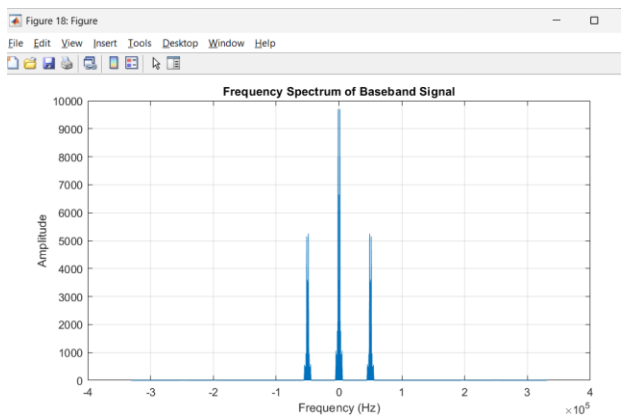 Figure 18: Figure
File Edit View Insert Tools Desktop Window Help
Frequency Spectrum of Baseband Signal
10000
9000
8000
7000
6000
5000
4000
3000
2000
1000
0
Amplitude
-4 -3 -2 -1 0 1 2 3 4
Frequency (Hz)
×10^5